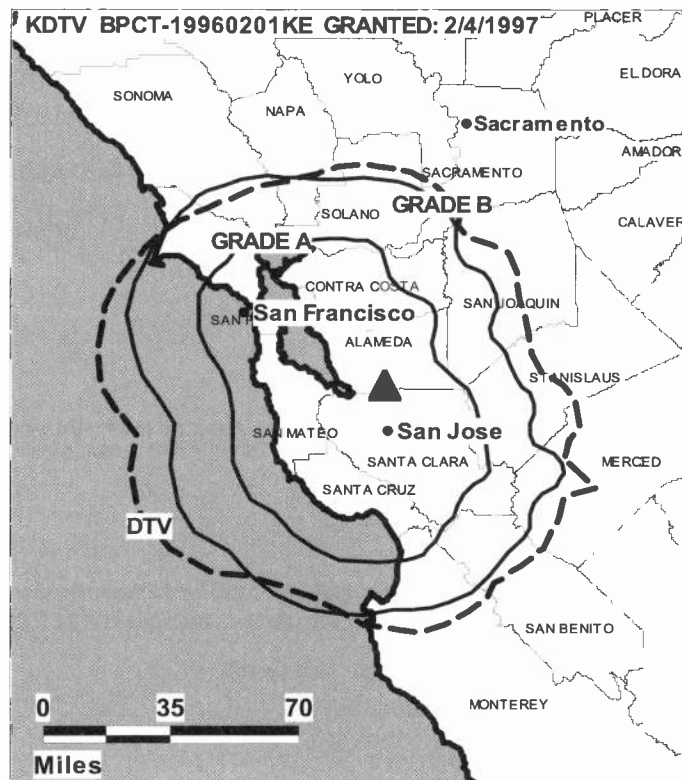 KDTV BPCT-19960201KE GRANTED: 2/4/1997
PLACER
YOLO
EL DORA
SONOMA
NAPA
Sacramento
AMADOR
SACRAMENTO
SOLANO
GRADE B
CALAVER
GRADE A
CONTRA COSTA
SAN JOAQUIN
SAN F
San Francisco
ALAMEDA
STANISLAUS
SAN MATEO
San Jose
SANTA CLARA
MERCED
SANTA CRUZ
DTV
SAN BENITO
MONTEREY
0 35 70
Miles